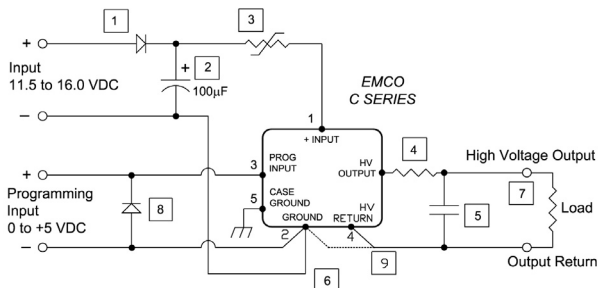 1
3
+
Input
11.5 to 16.0 VDC
−
+
2
100µF
EMCO
C SERIES
1
+ INPUT
+
3
PROG
INPUT
HV
OUTPUT
4
High Voltage Output
7
Programming
Input
0 to +5 VDC
8
5
CASE
GROUND
HV
RETURN
GROUND
5
Load
−
2
4
9
6
Output Return